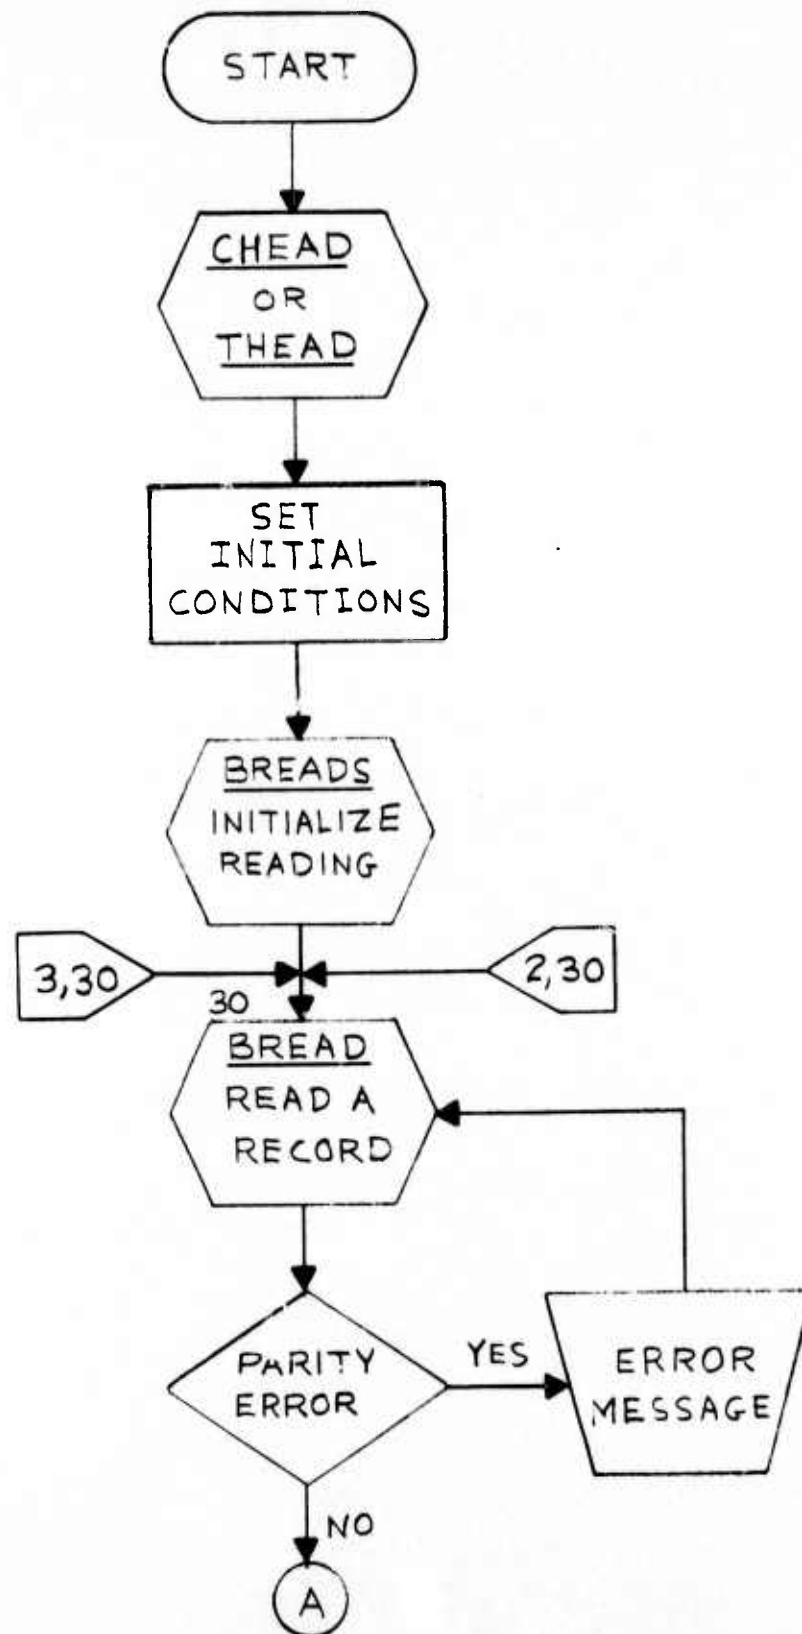 START
CHEAD
OR
THEAD
SET
INITIAL
CONDITIONS
BREADS
INITIALIZE
READING
3,30
2,30
30
BREAD
READ A
RECORD
PARITY
ERROR
YES
ERROR
MESSAGE
NO
A